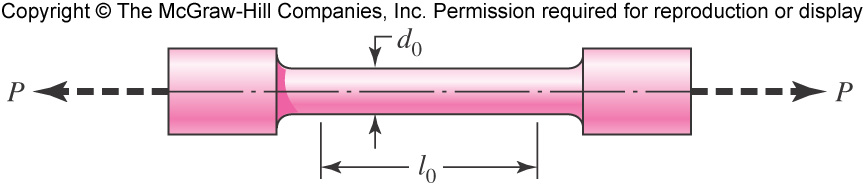 Copyright © The McGraw-Hill Companies, Inc. Permission required for reproduction or display
d₀
P P
l₀